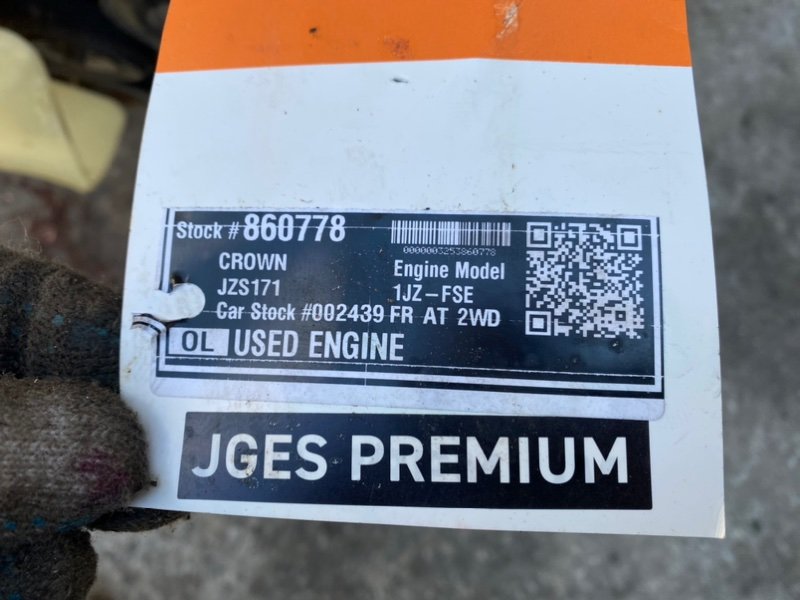 Stock # 860778
0000003253860778
CROWN
Engine Model
JZS171
1JZ-FSE
Car Stock #002439 FR AT 2WD
OL USED ENGINE
JGES PREMIUM